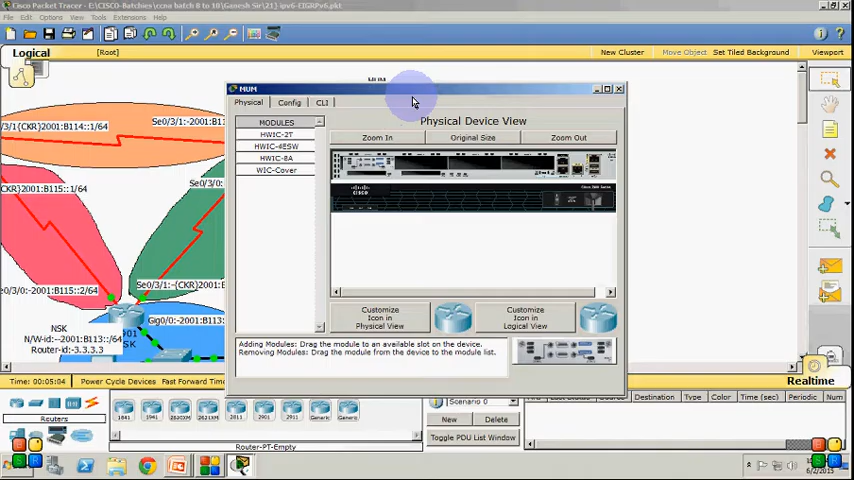 Cisco Packet Tracer - E:\CISCO-Batches\ccna batch 8 to 10\Ganesh Sir\21] ipv6-EIGRPv6.pkt
File Edit Options View Tools Extensions Help
Logical
[Root]
New Cluster
Move Object
Set Tiled Background
Viewport
MUM
Physical
Config
CLI
MODULES
HWIC-2T
HWIC-4ESW
HWIC-8A
WIC-Cover
Physical Device View
Zoom In
Original Size
Zoom Out
Customize
Icon in
Physical View
Customize
Icon in
Logical View
Adding Modules: Drag the module to an available slot on the device.
Removing Modules: Drag the module from the device to the module list.
/3/1{CKR}2001:B114::1/64
Se0/3/1:-2001:B114:
CKR}2001:B115::1/64
Se0/3/0:-2001:
e0/3/0:-2001:B115::2/64
Se0/3/1:-{CKR}2001:
Gig0/0:-2001:B113:
NSK
N/W-id:--2001:B113::/64
Router-id:-3.3.3.3
Time: 00:05:04
Power Cycle Devices
Fast Forward
Realtime
Routers
1841
1941
2620XM
2621XM
2811
2901
2911
Generic
Generic
Router-PT-Empty
Scenario 0
New
Delete
Toggle PDU List Window
Fire
Last Status
Source
Destination
Type
Color
Time (sec)
Periodic
Num
6/2/2015